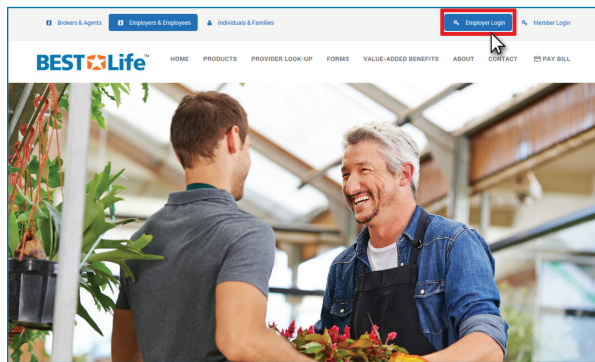 Brokers & Agents Employers & Employees Individuals & Families Employer Login Member Login
BEST Life™ HOME PRODUCTS PROVIDER LOOK-UP FORMS VALUE-ADDED BENEFITS ABOUT CONTACT PAY BILL